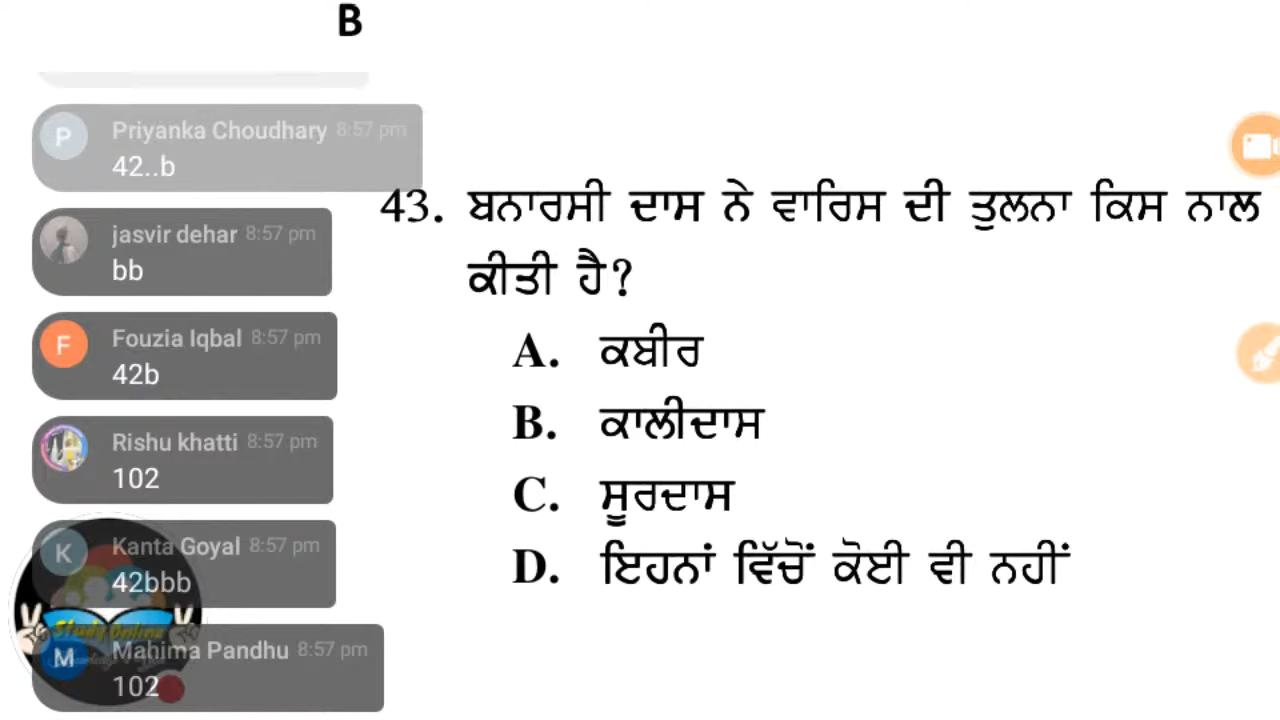 B
Priyanka Choudhary 8:57 pm
42..b
jasvir dehar 8:57 pm
bb
Fouzia Iqbal 8:57 pm
42b
Rishu khatti 8:57 pm
102
Kanta Goyal 8:57 pm
42bbb
Mahima Pandhu 8:57 pm
102
Study Online
43. ਬਨਾਰਸੀ ਦਾਸ ਨੇ ਵਾਰਿਸ ਦੀ ਤੁਲਨਾ ਕਿਸ ਨਾਲ
ਕੀਤੀ ਹੈ?
A. ਕਬੀਰ
B. ਕਾਲੀਦਾਸ
C. ਸੂਰਦਾਸ
D. ਇਹਨਾਂ ਵਿੱਚੋਂ ਕੋਈ ਵੀ ਨਹੀਂ